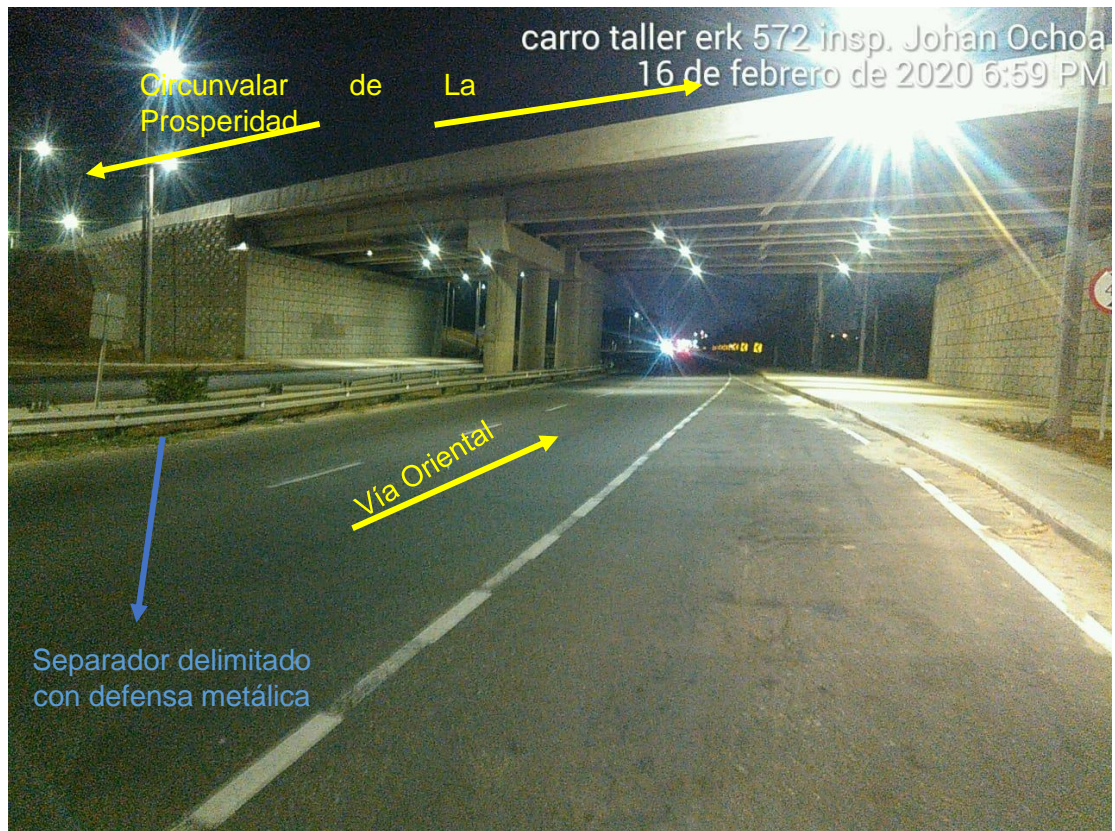 carro taller erk 572 insp. Johan Ochoa
16 de febrero de 2020 6:59 PM
Circunvalar de La
Prosperidad
Vía Oriental
Separador delimitado
con defensa metálica